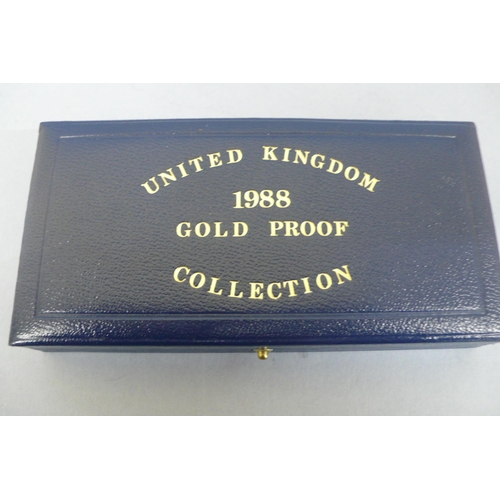 UNITED KINGDOM
1988
GOLD PROOF
COLLECTION